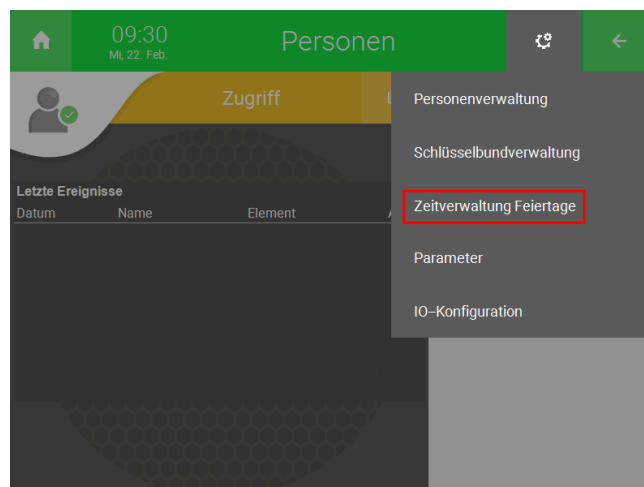 09:30
Mi, 22. Feb.
Personen
Zugriff
Personenverwaltung
Schlüsselbundverwaltung
Zeitverwaltung Feiertage
Parameter
IO–Konfiguration
Letzte Ereignisse
Datum Name Element